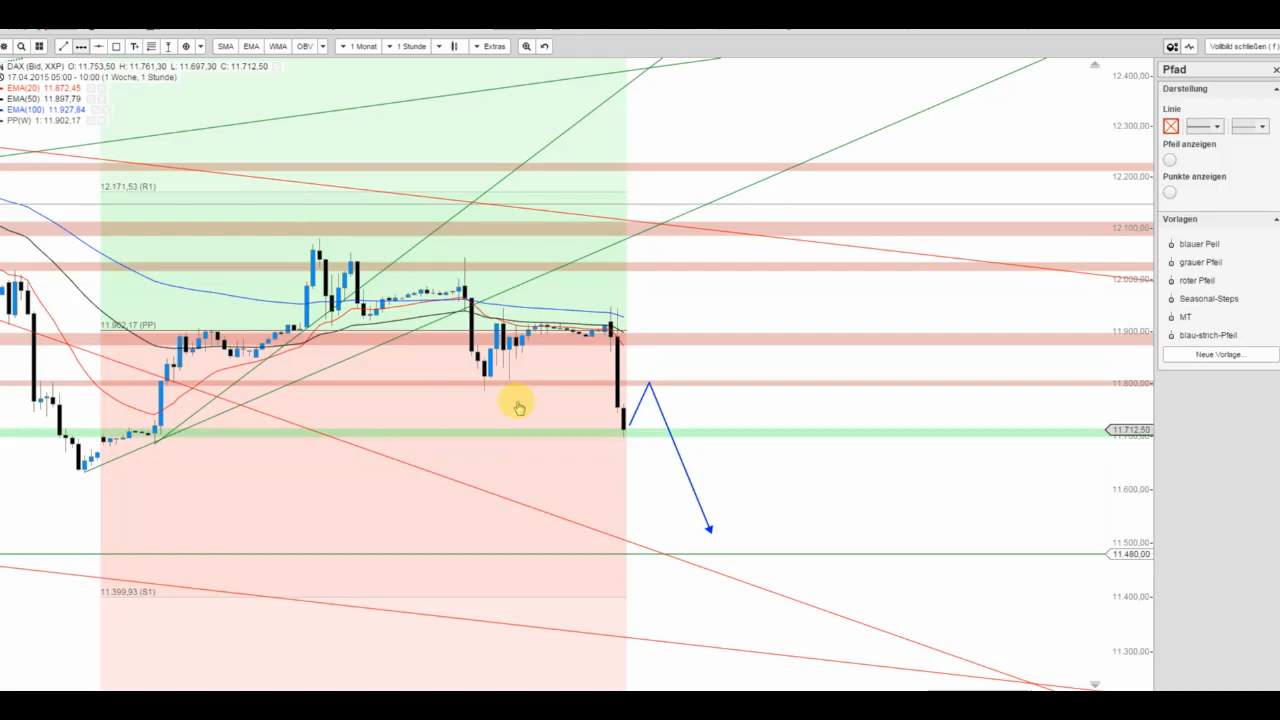 SMA EMA WMA OBV 1 Monat 1 Stunde Extras Vollbild schließen ( f )
DAX (Bid, XXP) O: 11.753,50 H: 11.761,30 L: 11.697,30 C: 11.712,50
17.04.2015 05:00 - 10:00 (1 Woche, 1 Stunde)
EMA(20) 11.872,45
EMA(50) 11.897,79
EMA(100) 11.927,84
PP(W) 1: 11.902,17
12.171,53 (R1)
11.902,17 (PP)
11.399,93 (S1)
12.400,00
12.300,00
12.200,00
12.100,00
12.000,00
11.900,00
11.800,00
11.712,50
11.600,00
11.500,00
11.480,00
11.400,00
11.300,00
Pfad
Darstellung
Linie
Pfeil anzeigen
Punkte anzeigen
Vorlagen
blauer Peil
grauer Pfeil
roter Pfeil
Seasonal-Steps
MT
blau-strich-Pfeil
Neue Vorlage...